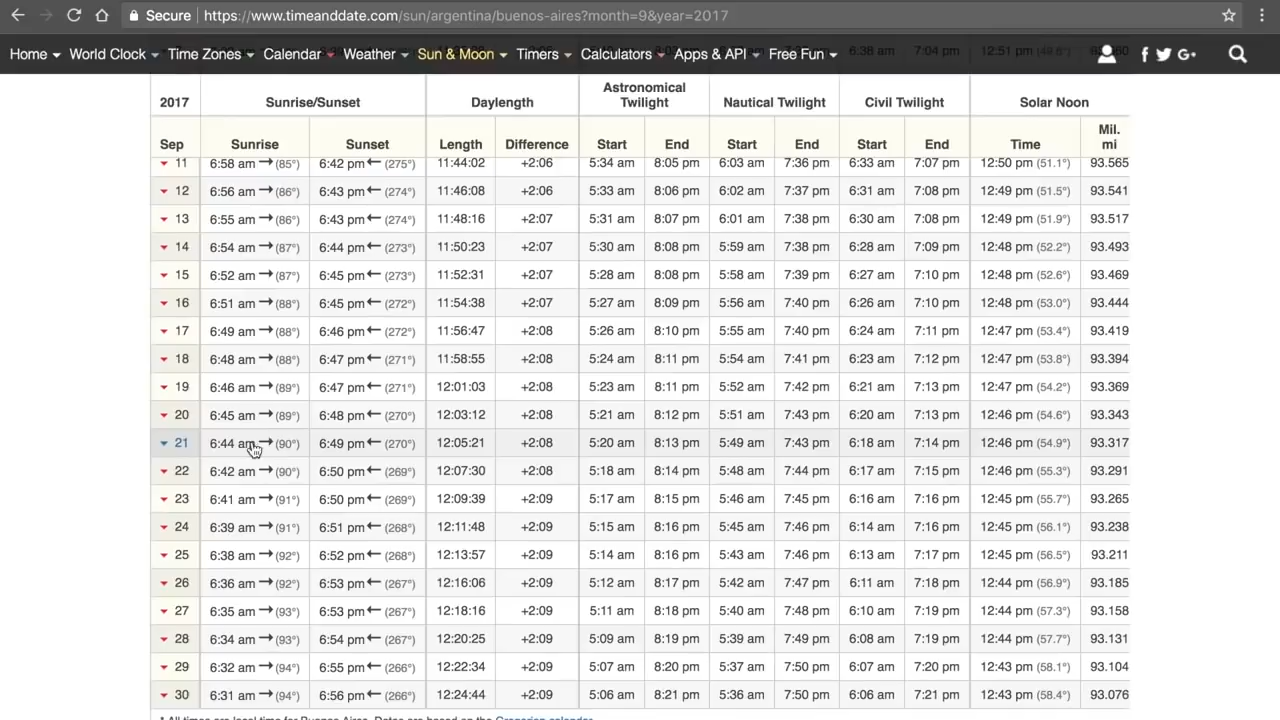 Secure https://www.timeanddate.com/sun/argentina/buenos-aires?month=9&year=2017
6:38 am 7:04 pm 12:51 pm
Home World Clock Time Zones Calendar Weather Sun & Moon Timers Calculators Apps & API Free Fun
2017 Sunrise/Sunset Daylength Astronomical Twilight Nautical Twilight Civil Twilight Solar Noon
Sep Sunrise Sunset Length Difference Start End Start End Start End Time Mil. mi
11 6:58 am → (85°) 6:42 pm ← (275°) 11:44:02 +2:06 5:34 am 8:05 pm 6:03 am 7:36 pm 6:33 am 7:07 pm 12:50 pm (51.1°) 93.565
12 6:56 am → (86°) 6:43 pm ← (274°) 11:46:08 +2:06 5:33 am 8:06 pm 6:02 am 7:37 pm 6:31 am 7:08 pm 12:49 pm (51.5°) 93.541
13 6:55 am → (86°) 6:43 pm ← (274°) 11:48:16 +2:07 5:31 am 8:07 pm 6:01 am 7:38 pm 6:30 am 7:08 pm 12:49 pm (51.9°) 93.517
14 6:54 am → (87°) 6:44 pm ← (273°) 11:50:23 +2:07 5:30 am 8:08 pm 5:59 am 7:38 pm 6:28 am 7:09 pm 12:48 pm (52.2°) 93.493
15 6:52 am → (87°) 6:45 pm ← (273°) 11:52:31 +2:07 5:28 am 8:08 pm 5:58 am 7:39 pm 6:27 am 7:10 pm 12:48 pm (52.6°) 93.469
16 6:51 am → (88°) 6:45 pm ← (272°) 11:54:38 +2:07 5:27 am 8:09 pm 5:56 am 7:40 pm 6:26 am 7:10 pm 12:48 pm (53.0°) 93.444
17 6:49 am → (88°) 6:46 pm ← (272°) 11:56:47 +2:08 5:26 am 8:10 pm 5:55 am 7:40 pm 6:24 am 7:11 pm 12:47 pm (53.4°) 93.419
18 6:48 am → (88°) 6:47 pm ← (271°) 11:58:55 +2:08 5:24 am 8:11 pm 5:54 am 7:41 pm 6:23 am 7:12 pm 12:47 pm (53.8°) 93.394
19 6:46 am → (89°) 6:47 pm ← (271°) 12:01:03 +2:08 5:23 am 8:11 pm 5:52 am 7:42 pm 6:21 am 7:13 pm 12:47 pm (54.2°) 93.369
20 6:45 am → (89°) 6:48 pm ← (270°) 12:03:12 +2:08 5:21 am 8:12 pm 5:51 am 7:43 pm 6:20 am 7:13 pm 12:46 pm (54.6°) 93.343
21 6:44 am → (90°) 6:49 pm ← (270°) 12:05:21 +2:08 5:20 am 8:13 pm 5:49 am 7:43 pm 6:18 am 7:14 pm 12:46 pm (54.9°) 93.317
22 6:42 am → (90°) 6:50 pm ← (269°) 12:07:30 +2:08 5:18 am 8:14 pm 5:48 am 7:44 pm 6:17 am 7:15 pm 12:46 pm (55.3°) 93.291
23 6:41 am → (91°) 6:50 pm ← (269°) 12:09:39 +2:09 5:17 am 8:15 pm 5:46 am 7:45 pm 6:16 am 7:16 pm 12:45 pm (55.7°) 93.265
24 6:39 am → (91°) 6:51 pm ← (268°) 12:11:48 +2:09 5:15 am 8:16 pm 5:45 am 7:46 pm 6:14 am 7:16 pm 12:45 pm (56.1°) 93.238
25 6:38 am → (92°) 6:52 pm ← (268°) 12:13:57 +2:09 5:14 am 8:16 pm 5:43 am 7:46 pm 6:13 am 7:17 pm 12:45 pm (56.5°) 93.211
26 6:36 am → (92°) 6:53 pm ← (267°) 12:16:06 +2:09 5:12 am 8:17 pm 5:42 am 7:47 pm 6:11 am 7:18 pm 12:44 pm (56.9°) 93.185
27 6:35 am → (93°) 6:53 pm ← (267°) 12:18:16 +2:09 5:11 am 8:18 pm 5:40 am 7:48 pm 6:10 am 7:19 pm 12:44 pm (57.3°) 93.158
28 6:34 am → (93°) 6:54 pm ← (267°) 12:20:25 +2:09 5:09 am 8:19 pm 5:39 am 7:49 pm 6:08 am 7:19 pm 12:44 pm (57.7°) 93.131
29 6:32 am → (94°) 6:55 pm ← (266°) 12:22:34 +2:09 5:07 am 8:20 pm 5:37 am 7:50 pm 6:07 am 7:20 pm 12:43 pm (58.1°) 93.104
30 6:31 am → (94°) 6:56 pm ← (266°) 12:24:44 +2:09 5:06 am 8:21 pm 5:36 am 7:50 pm 6:06 am 7:21 pm 12:43 pm (58.4°) 93.076
* All times are local time for Buenos Aires. Dates are based on the Gregorian calendar.